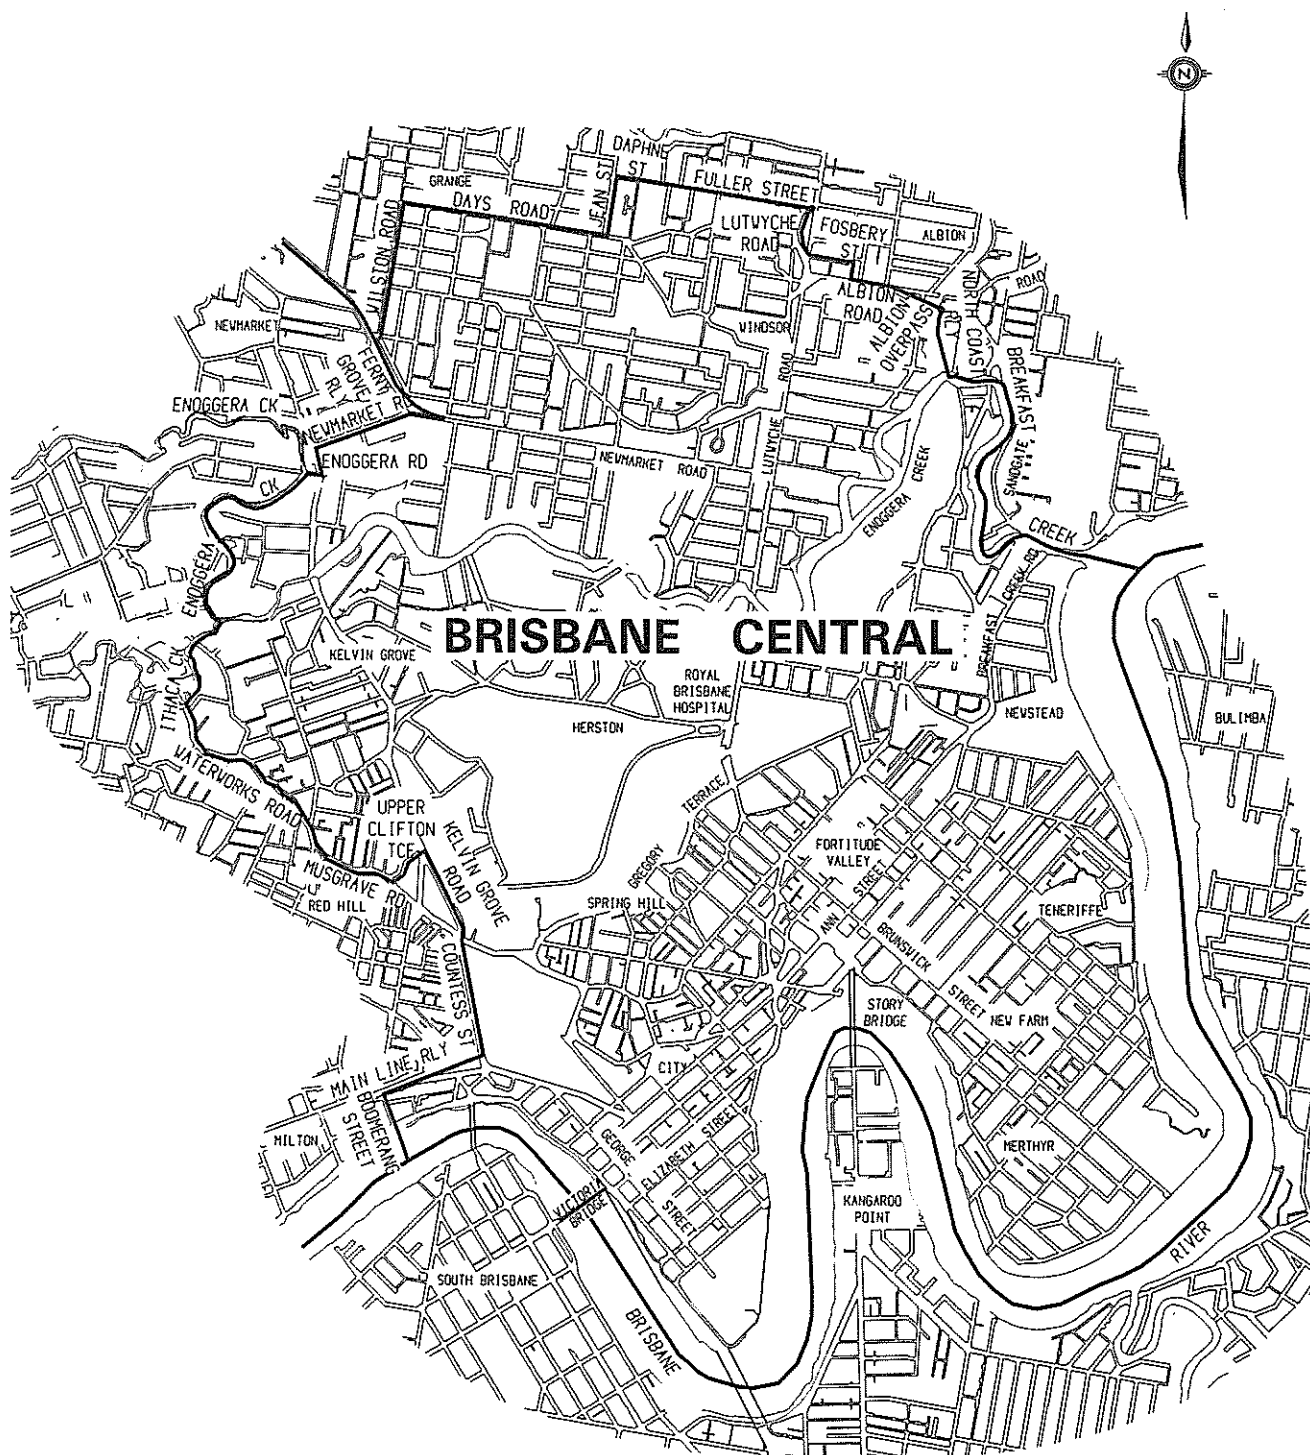 N
DAPHNE
ST
JEAN ST
FULLER STREET
GRANGE
DAYS ROAD
WILSTON ROAD
LUTWYCHE
ROAD
FOSBERY
ST
ALBION
NORTH COAST
RLY
ROAD
ALBION
ROAD
ALBION
OVERPASS
WINDSOR
NEWMARKET
FERNY
GROVE
RLY
ROAD
LUTWYCHE
BREAKFAST
ENOGGERA CK
NEWMARKET RD
ENOGGERA RD
NEWMARKET ROAD
ENOGGERA CREEK
SANDGATE
CK
ENOGGERA
CREEK
BREAKFAST
CREEK RD
BRISBANE CENTRAL
KELVIN GROVE
ITHACA CK
ROYAL
BRISBANE
HOSPITAL
HERSTON
NEWSTEAD
BULIMBA
WATERWORKS ROAD
UPPER
CLIFTON
TCE
KELVIN GROVE
ROAD
GREGORY
TERRACE
FORTITUDE
VALLEY
MUSGRAVE RD
RED HILL
SPRING HILL
ANN
STREET
TENERIFFE
BRUNSWICK
STREET
COUNTESS ST
STORY
BRIDGE
NEW FARM
MAIN LINE RLY
CITY
BOOMERANG
STREET
MILTON
GEORGE
STREET
ELIZABETH STREET
MERTHYR
VICTORIA
BRIDGE
KANGAROO
POINT
SOUTH BRISBANE
BRISBANE
RIVER